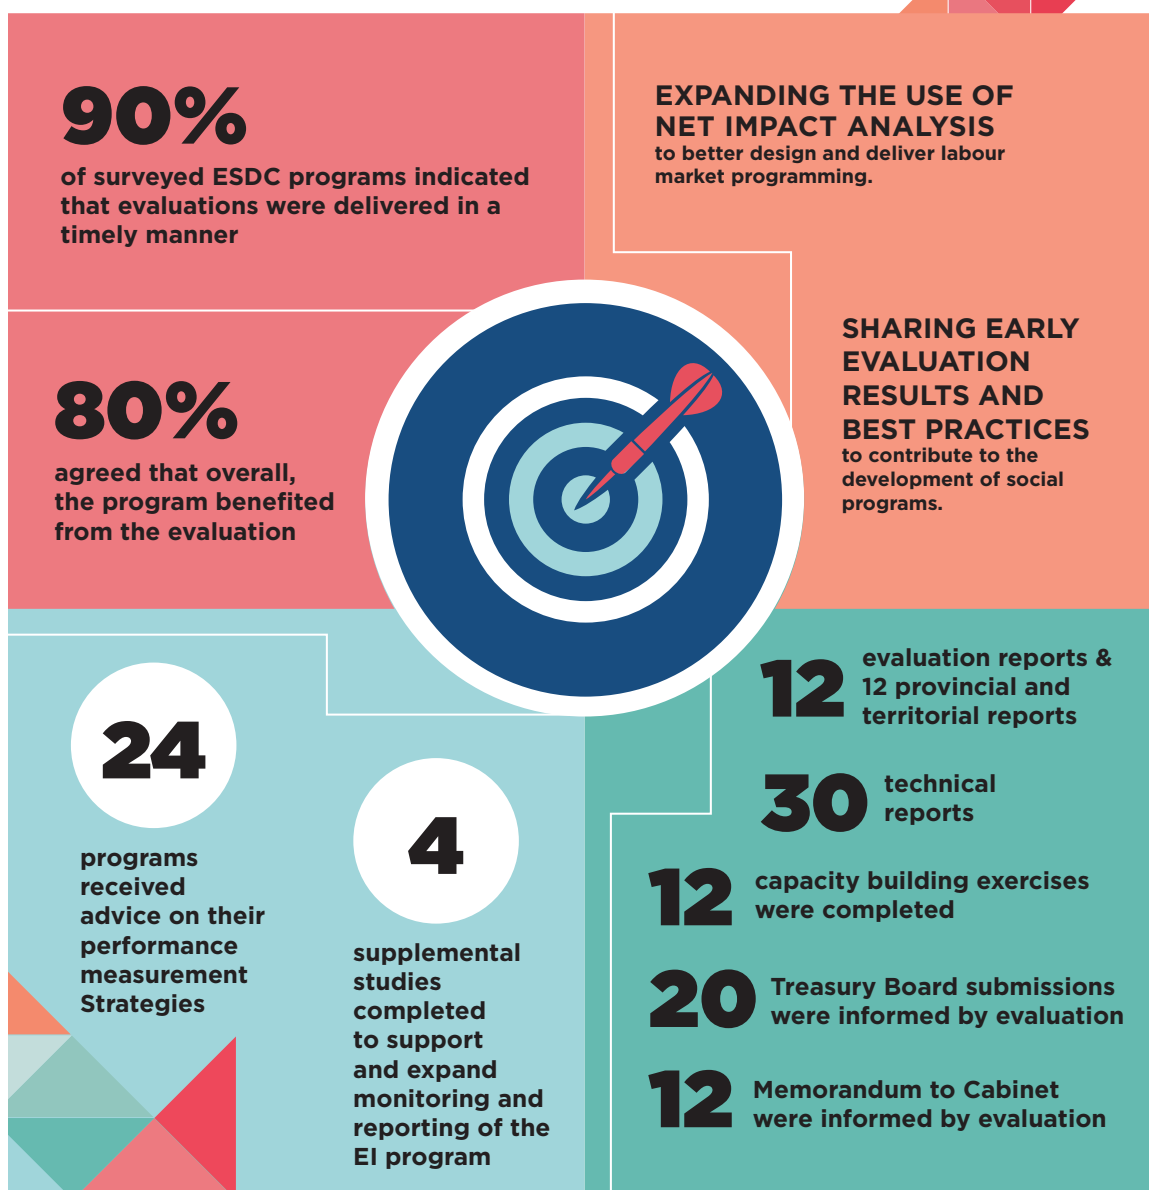 90%
of surveyed ESDC programs indicated
that evaluations were delivered in a
timely manner
80%
agreed that overall,
the program benefited
from the evaluation
EXPANDING THE USE OF
NET IMPACT ANALYSIS
to better design and deliver labour
market programming.
SHARING EARLY
EVALUATION
RESULTS AND
BEST PRACTICES
to contribute to the
development of social
programs.
24
programs
received
advice on their
performance
measurement
Strategies
4
supplemental
studies
completed
to support
and expand
monitoring and
reporting of the
EI program
12
evaluation reports &
12 provincial and
territorial reports
30
technical
reports
12
capacity building exercises
were completed
20
Treasury Board submissions
were informed by evaluation
12
Memorandum to Cabinet
were informed by evaluation